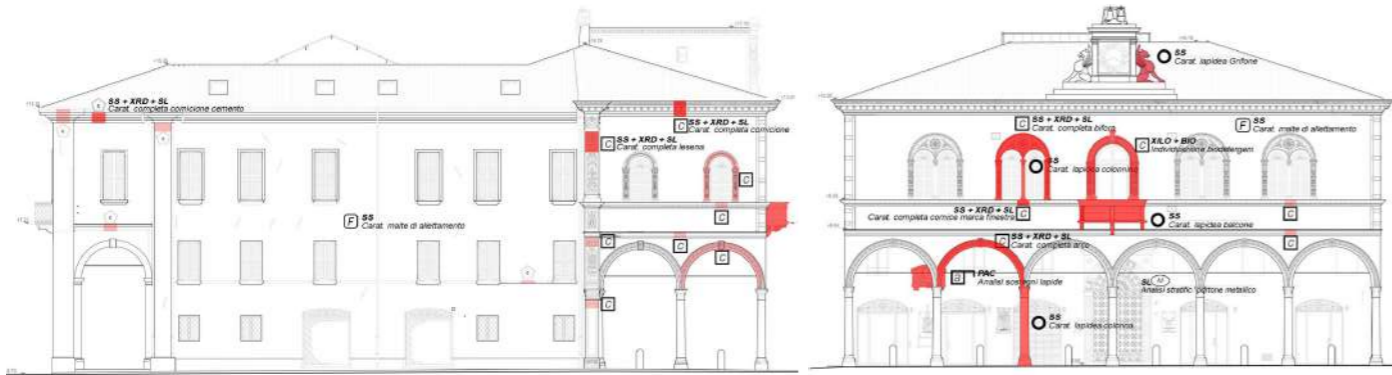 SS + XRD + SL
Carat. completa cornicione cemento
SS + XRD + SL
Carat. completa cornicione
C
SS + XRD + SL
Carat. completa lesena
C
C
C
F
SS
Carat. malte di allettamento
C
C
C
C
C
SS
Carat. lapidea Grifone
SS + XRD + SL
C
Carat. completa bifora
F
SS
Carat. malte di allettamento
XILO + BIO
C
SS
Carat. lapidea colonnina
SS + XRD + SL
Carat. completa cornice marca finestra
C
SS
Carat. lapidea balcone
C
C
C
SS + XRD + SL
Carat. completa arco
B
PAC
Analisi sostegni lapide
SL
Analisi stratific. portone metallico
SS
Carat. lapidea colonna